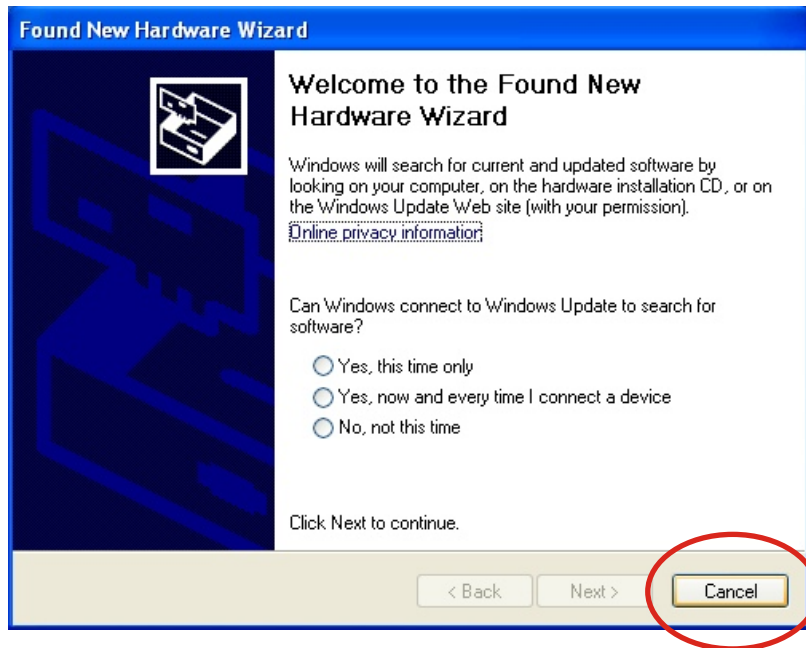 Found New Hardware Wizard
Welcome to the Found New
Hardware Wizard
Windows will search for current and updated software by
looking on your computer, on the hardware installation CD, or on
the Windows Update Web site (with your permission).
Online privacy information
Can Windows connect to Windows Update to search for
software?
Yes, this time only
Yes, now and every time I connect a device
No, not this time
Click Next to continue.
< Back Next > Cancel